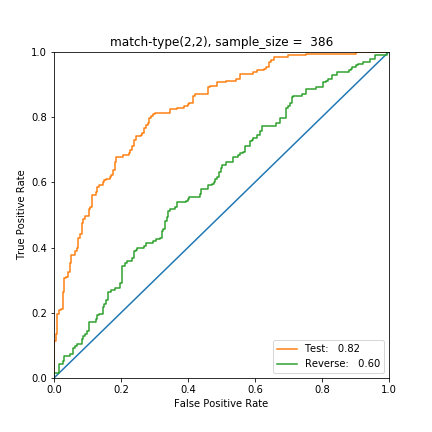 match-type(2,2), sample_size =  386
True Positive Rate
1.0
0.8
0.6
0.4
0.2
0.0
Test:   0.82
Reverse:   0.60
0.0 0.2 0.4 0.6 0.8 1.0
False Positive Rate